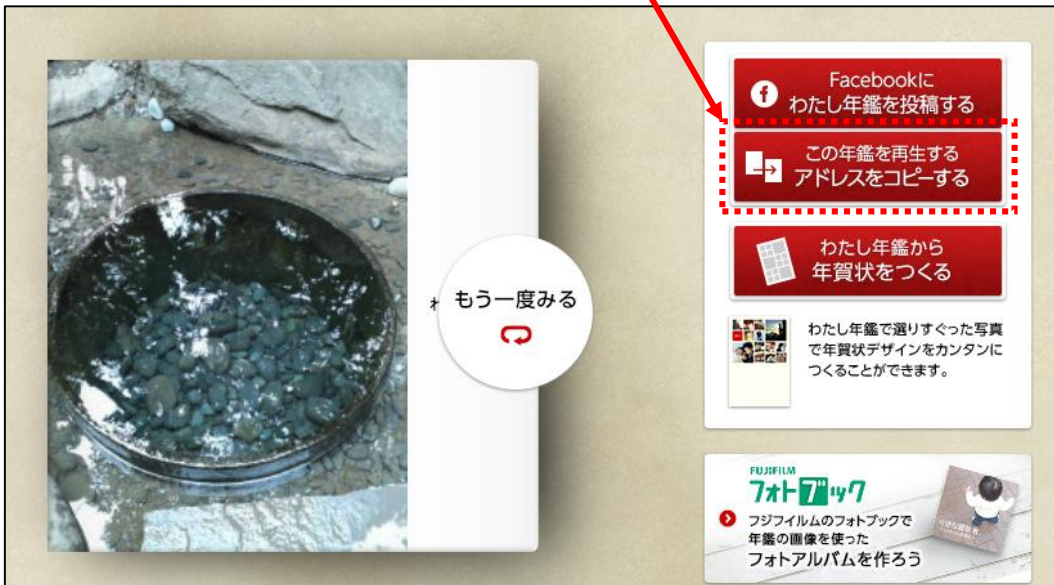 もう一度みる
Facebookに
わたし年鑑を投稿する
この年鑑を再生する
アドレスをコピーする
わたし年鑑から
年賀状をつくる
わたし年鑑で選りすぐった写真
で年賀状デザインをカンタンに
つくることができます。
FUJIFILM
フォトブック
フジフイルムのフォトブックで
年鑑の画像を使った
フォトアルバムを作ろう